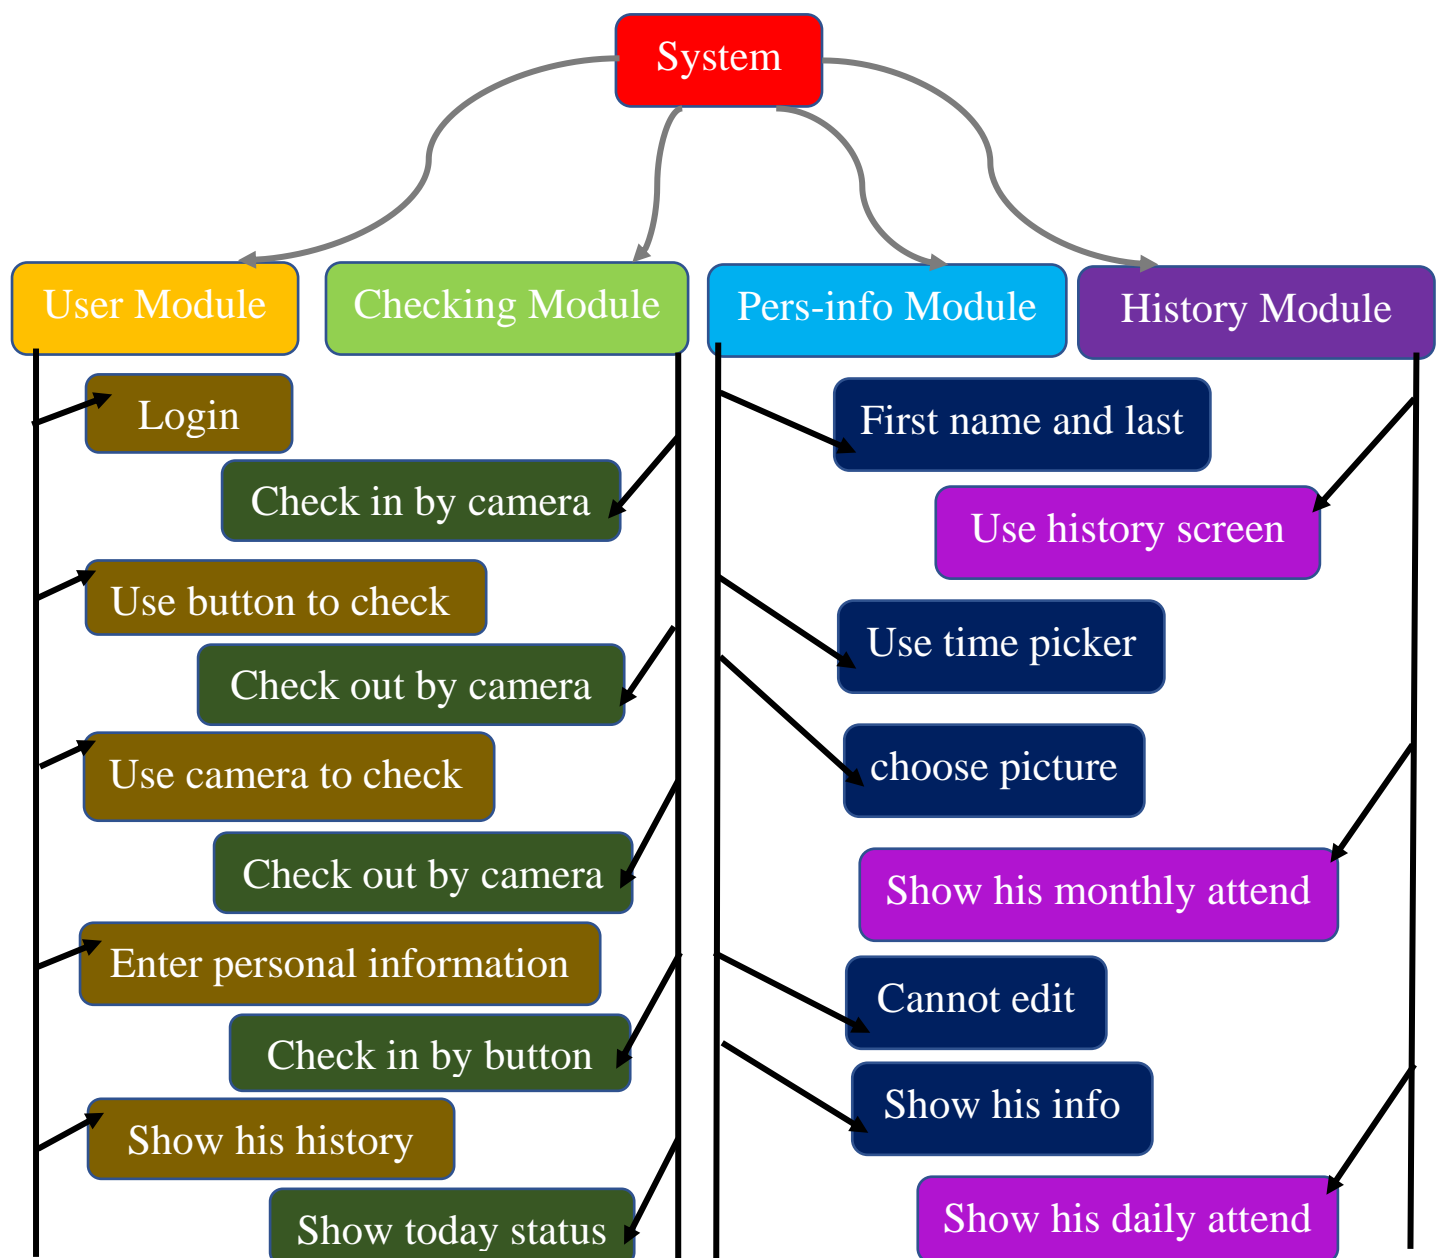 System
User Module
Checking Module
Pers-info Module
History Module
Login
First name and last
Check in by camera
Use history screen
Use button to check
Use time picker
Check out by camera
Use camera to check
choose picture
Check out by camera
Show his monthly attend
Enter personal information
Cannot edit
Check in by button
Show his info
Show his history
Show today status
Show his daily attend